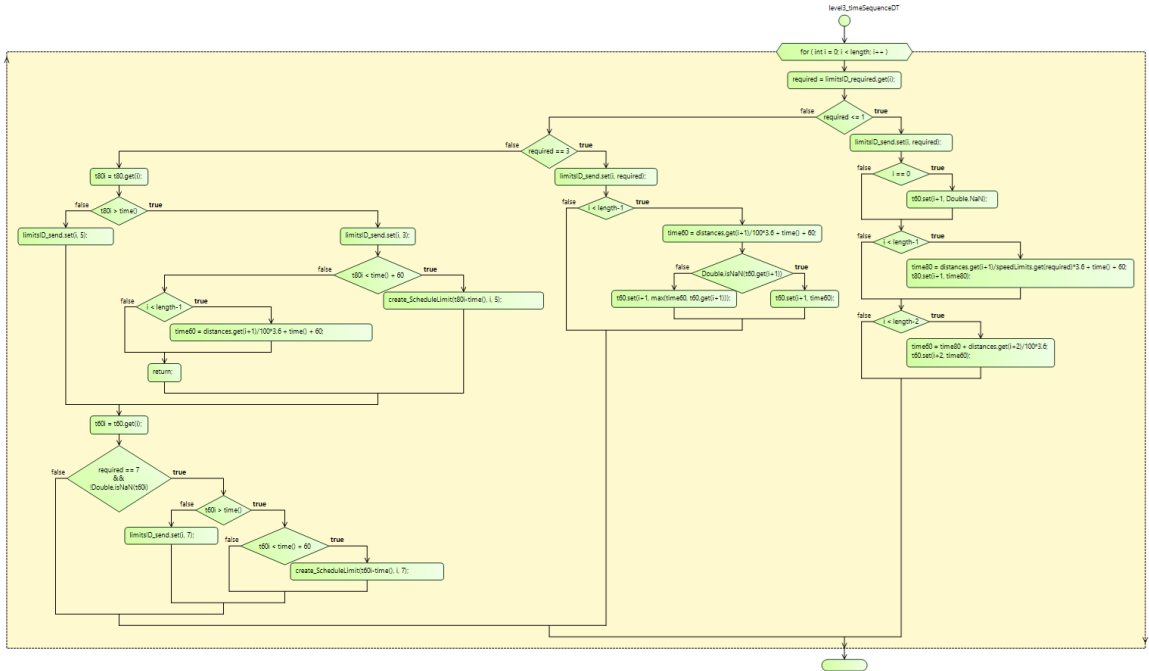 level3_timeSequenceDT
for ( int i = 0; i < length; i++ )
required = limitsID_required.get(i);
false
required <= 1
true
limitsID_send.set(i, required);
false
i == 0
true
t60.set(i+1, Double.NaN);
false
i < length-1
true
time80 = distances.get(i+1)/speedLimits.get(required)*3.6 + time() + 60;
t80.set(i+1, time80);
false
i < length-2
true
time60 = time80 + distances.get(i+2)/100*3.6;
t60.set(i+2, time60);
false
required == 3
true
limitsID_send.set(i, required);
false
i < length-1
true
time60 = distances.get(i+1)/100*3.6 + time() + 60;
false
Double.isNaN(t60.get(i+1))
true
t60.set(i+1, max(time60, t60.get(i+1)));
t60.set(i+1, time60);
t80i = t80.get(i);
false
t80i > time()
true
limitsID_send.set(i, 5);
limitsID_send.set(i, 3);
false
t80i < time() + 60
true
create_ScheduleLimit(t80i-time(), i, 5);
false
i < length-1
true
time60 = distances.get(i+1)/100*3.6 + time() + 60;
return;
t60i = t60.get(i);
false
required == 7
&&
!Double.isNaN(t60i)
true
false
t60i > time()
true
limitsID_send.set(i, 7);
false
t60i < time() + 60
true
create_ScheduleLimit(t60i-time(), i, 7);